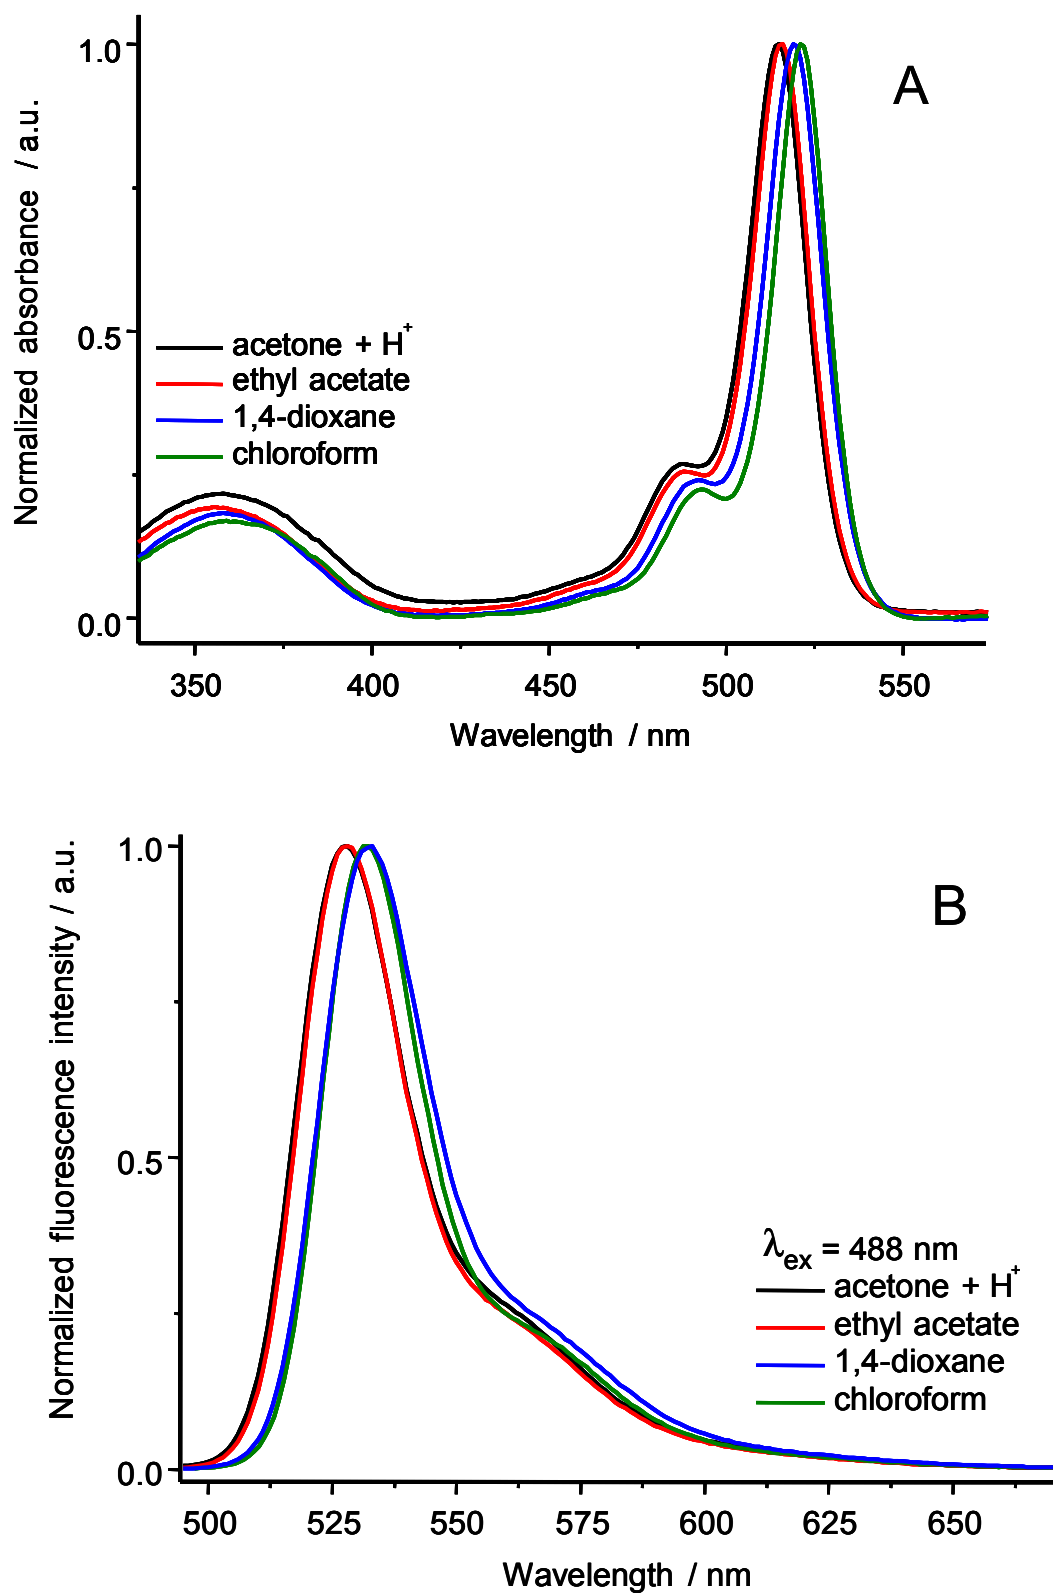 A
Normalized absorbance / a.u.
1.0
0.5
0.0
acetone + H⁺
ethyl acetate
1,4-dioxane
chloroform
350 400 450 500 550
Wavelength / nm
B
Normalized fluorescence intensity / a.u.
1.0
0.5
0.0
λex = 488 nm
acetone + H⁺
ethyl acetate
1,4-dioxane
chloroform
500 525 550 575 600 625 650
Wavelength / nm